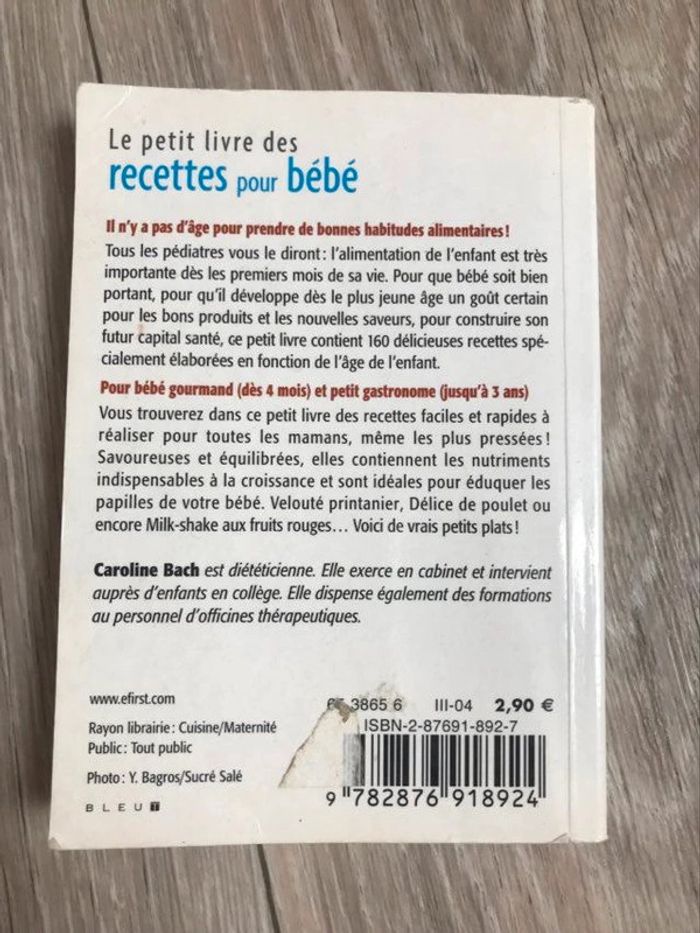 Le petit livre des
recettes pour bébé
Il n'y a pas d'âge pour prendre de bonnes habitudes alimentaires !
Tous les pédiatres vous le diront : l'alimentation de l'enfant est très
importante dès les premiers mois de sa vie. Pour que bébé soit bien
portant, pour qu'il développe dès le plus jeune âge un goût certain
pour les bons produits et les nouvelles saveurs, pour construire son
futur capital santé, ce petit livre contient 160 délicieuses recettes spé-
cialement élaborées en fonction de l'âge de l'enfant.
Pour bébé gourmand (dès 4 mois) et petit gastronome (jusqu'à 3 ans)
Vous trouverez dans ce petit livre des recettes faciles et rapides à
réaliser pour toutes les mamans, même les plus pressées !
Savoureuses et équilibrées, elles contiennent les nutriments
indispensables à la croissance et sont idéales pour éduquer les
papilles de votre bébé. Velouté printanier, Délice de poulet ou
encore Milk-shake aux fruits rouges... Voici de vrais petits plats !
Caroline Bach est diététicienne. Elle exerce en cabinet et intervient
auprès d'enfants en collège. Elle dispense également des formations
au personnel d'officines thérapeutiques.
www.efirst.com
Rayon librairie : Cuisine/Maternité
Public : Tout public
Photo : Y. Bagros/Sucré Salé
BLEU T
3865 6 III-04 2,90 €
ISBN-2-87691-892-7
9 782876 918924